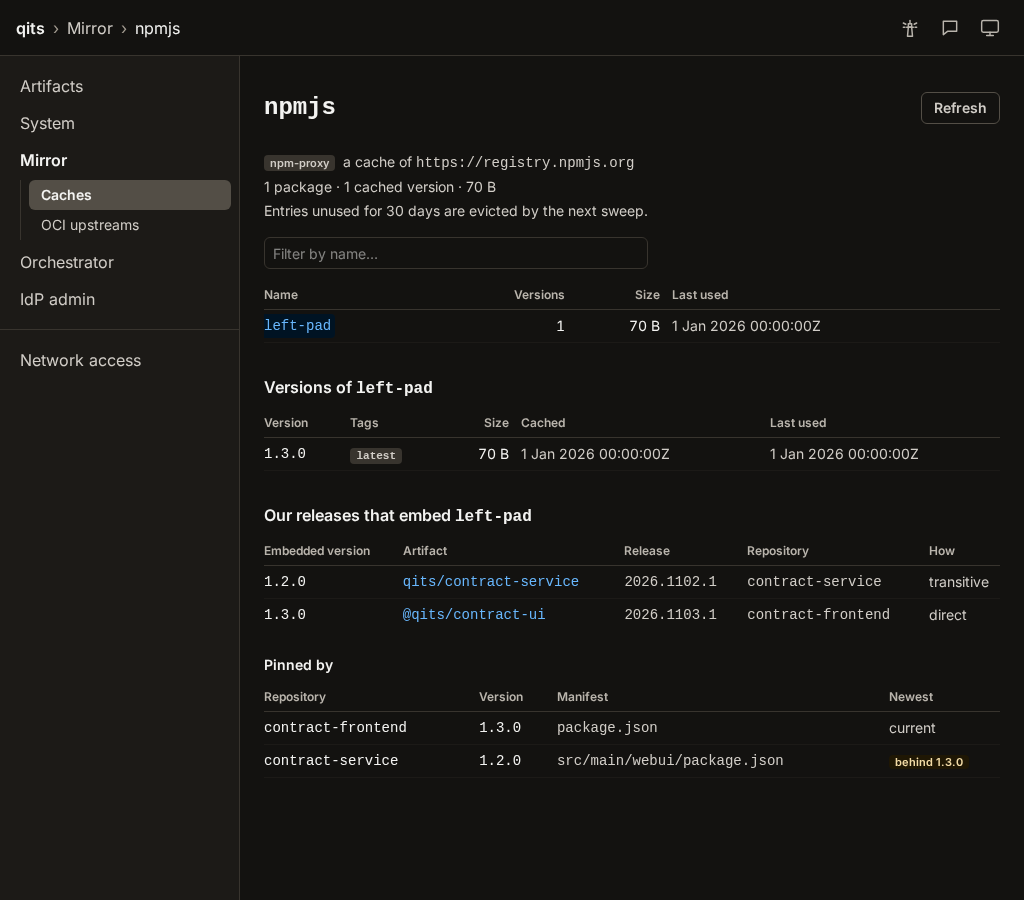 qits › Mirror › npmjs
Artifacts
System
Mirror
Caches
OCI upstreams
Orchestrator
IdP admin
Network access
npmjs
Refresh
npm-proxy a cache of https://registry.npmjs.org
1 package · 1 cached version · 70 B
Entries unused for 30 days are evicted by the next sweep.
Filter by name...
Name Versions Size Last used
left-pad 1 70 B 1 Jan 2026 00:00:00Z
Versions of left-pad
Version Tags Size Cached Last used
1.3.0 latest 70 B 1 Jan 2026 00:00:00Z 1 Jan 2026 00:00:00Z
Our releases that embed left-pad
Embedded version Artifact Release Repository How
1.2.0 qits/contract-service 2026.1102.1 contract-service transitive
1.3.0 @qits/contract-ui 2026.1103.1 contract-frontend direct
Pinned by
Repository Version Manifest Newest
contract-frontend 1.3.0 package.json current
contract-service 1.2.0 src/main/webui/package.json behind 1.3.0